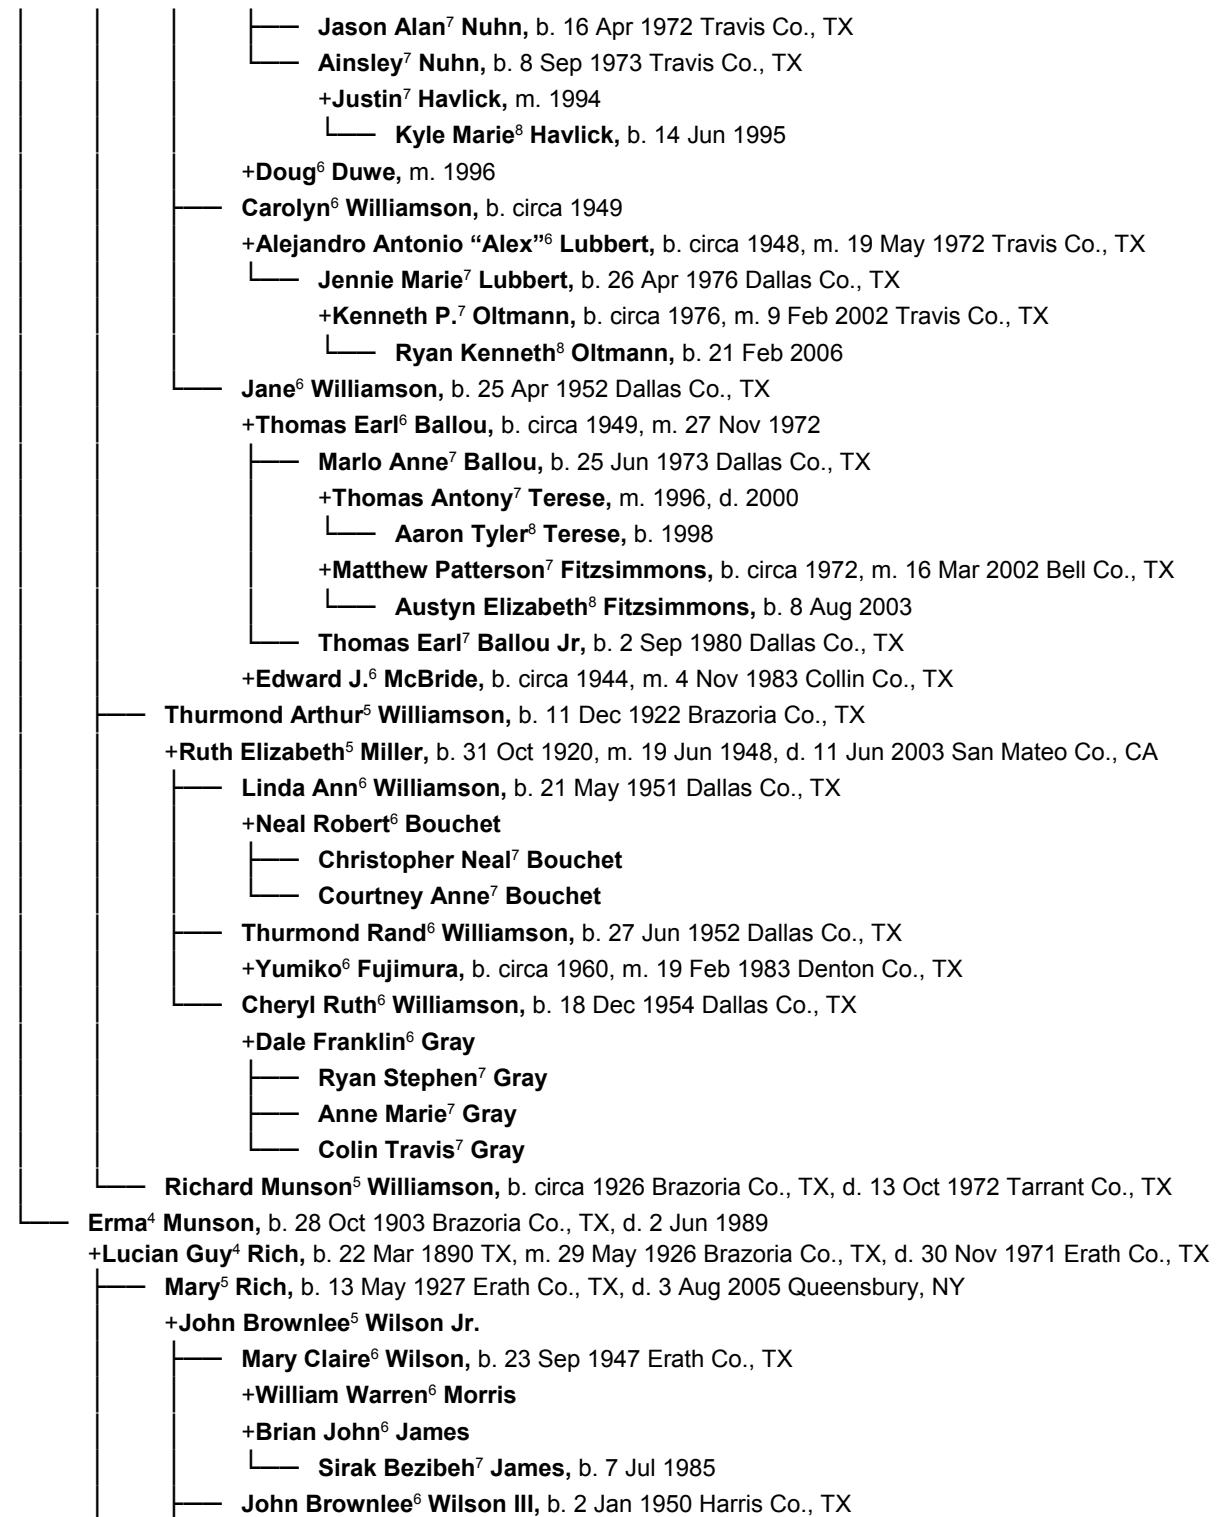 Jason Alan⁷ Nuhn, b. 16 Apr 1972 Travis Co., TX
Ainsley⁷ Nuhn, b. 8 Sep 1973 Travis Co., TX
+Justin⁷ Havlick, m. 1994
Kyle Marie⁸ Havlick, b. 14 Jun 1995
+Doug⁶ Duwe, m. 1996
Carolyn⁶ Williamson, b. circa 1949
+Alejandro Antonio “Alex”⁶ Lubbert, b. circa 1948, m. 19 May 1972 Travis Co., TX
Jennie Marie⁷ Lubbert, b. 26 Apr 1976 Dallas Co., TX
+Kenneth P.⁷ Oltmann, b. circa 1976, m. 9 Feb 2002 Travis Co., TX
Ryan Kenneth⁸ Oltmann, b. 21 Feb 2006
Jane⁶ Williamson, b. 25 Apr 1952 Dallas Co., TX
+Thomas Earl⁶ Ballou, b. circa 1949, m. 27 Nov 1972
Marlo Anne⁷ Ballou, b. 25 Jun 1973 Dallas Co., TX
+Thomas Antony⁷ Terese, m. 1996, d. 2000
Aaron Tyler⁸ Terese, b. 1998
+Matthew Patterson⁷ Fitzsimmons, b. circa 1972, m. 16 Mar 2002 Bell Co., TX
Austyn Elizabeth⁸ Fitzsimmons, b. 8 Aug 2003
Thomas Earl⁷ Ballou Jr, b. 2 Sep 1980 Dallas Co., TX
+Edward J.⁶ McBride, b. circa 1944, m. 4 Nov 1983 Collin Co., TX
Thurmond Arthur⁵ Williamson, b. 11 Dec 1922 Brazoria Co., TX
+Ruth Elizabeth⁵ Miller, b. 31 Oct 1920, m. 19 Jun 1948, d. 11 Jun 2003 San Mateo Co., CA
Linda Ann⁶ Williamson, b. 21 May 1951 Dallas Co., TX
+Neal Robert⁶ Bouchet
Christopher Neal⁷ Bouchet
Courtney Anne⁷ Bouchet
Thurmond Rand⁶ Williamson, b. 27 Jun 1952 Dallas Co., TX
+Yumiko⁶ Fujimura, b. circa 1960, m. 19 Feb 1983 Denton Co., TX
Cheryl Ruth⁶ Williamson, b. 18 Dec 1954 Dallas Co., TX
+Dale Franklin⁶ Gray
Ryan Stephen⁷ Gray
Anne Marie⁷ Gray
Colin Travis⁷ Gray
Richard Munson⁵ Williamson, b. circa 1926 Brazoria Co., TX, d. 13 Oct 1972 Tarrant Co., TX
Erma⁴ Munson, b. 28 Oct 1903 Brazoria Co., TX, d. 2 Jun 1989
+Lucian Guy⁴ Rich, b. 22 Mar 1890 TX, m. 29 May 1926 Brazoria Co., TX, d. 30 Nov 1971 Erath Co., TX
Mary⁵ Rich, b. 13 May 1927 Erath Co., TX, d. 3 Aug 2005 Queensbury, NY
+John Brownlee⁵ Wilson Jr.
Mary Claire⁶ Wilson, b. 23 Sep 1947 Erath Co., TX
+William Warren⁶ Morris
+Brian John⁶ James
Sirak Bezibeh⁷ James, b. 7 Jul 1985
John Brownlee⁶ Wilson III, b. 2 Jan 1950 Harris Co., TX